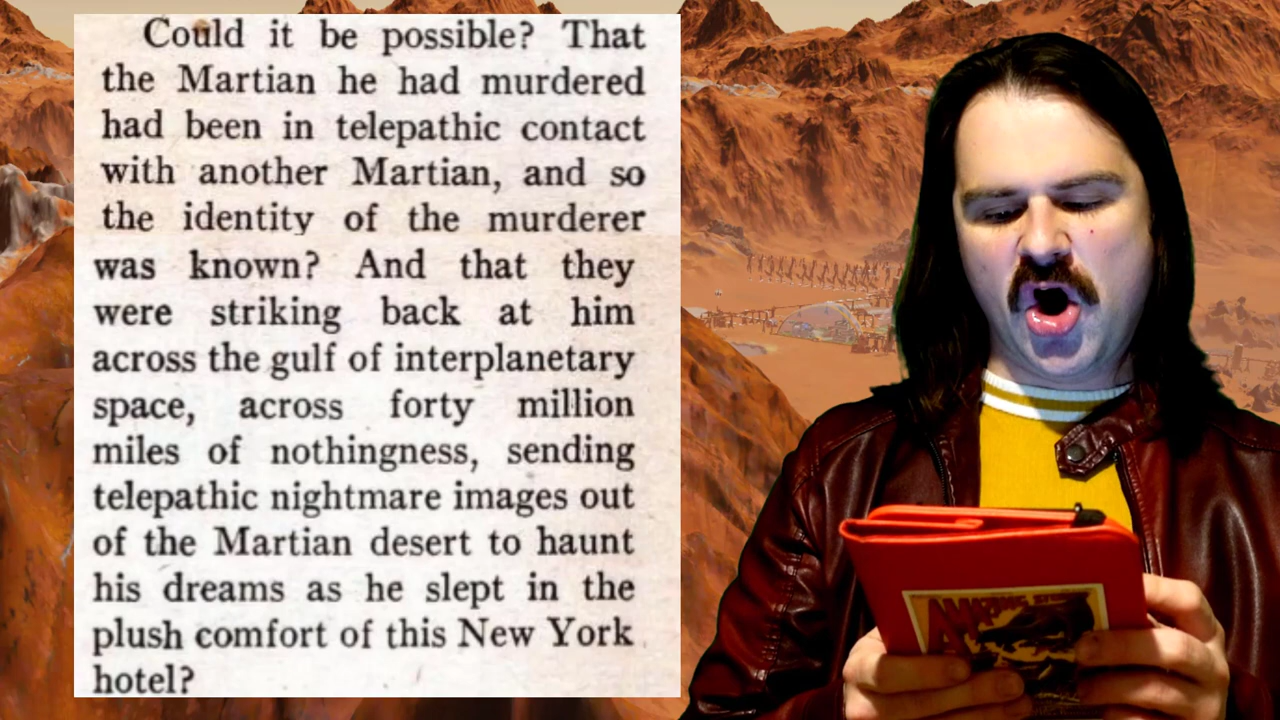 Could it be possible? That
the Martian he had murdered
had been in telepathic contact
with another Martian, and so
the identity of the murderer
was known? And that they
were striking back at him
across the gulf of interplanetary
space, across forty million
miles of nothingness, sending
telepathic nightmare images out
of the Martian desert to haunt
his dreams as he slept in the
plush comfort of this New York
hotel?
AMAZING STORIES